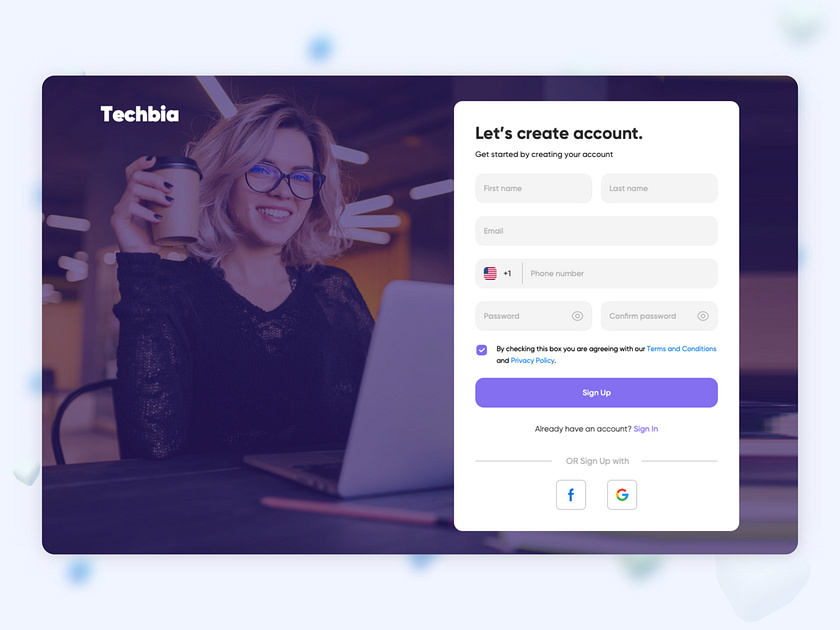 Techbia
Let's create account.
Get started by creating your account
First name
Last name
Email
+1
Phone number
Password
Confirm password
By checking this box you are agreeing with our Terms and Conditions
and Privacy Policy.
Sign Up
Already have an account? Sign In
OR Sign Up with